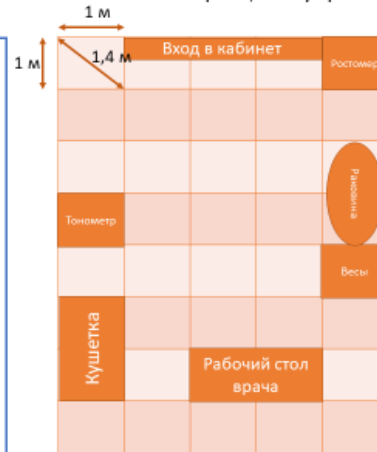 1 м
1 м
1,4 м
Вход в кабинет
Ростомер
Раковина
Тонометр
Весы
Кушетка
Рабочий стол
врача